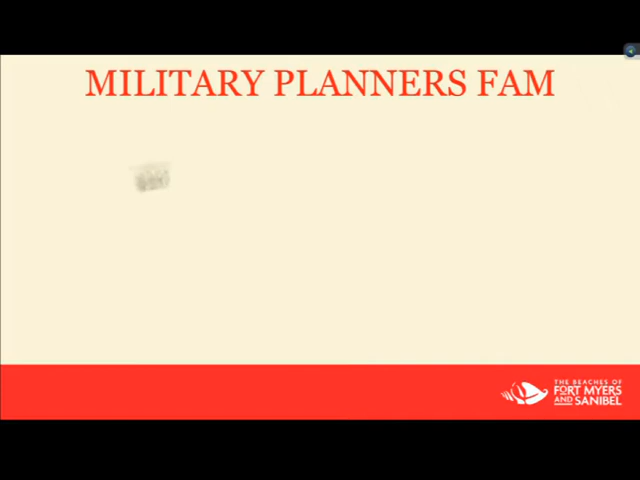 MILITARY PLANNERS FAM
THE BEACHES OF
FORT MYERS
AND SANIBEL